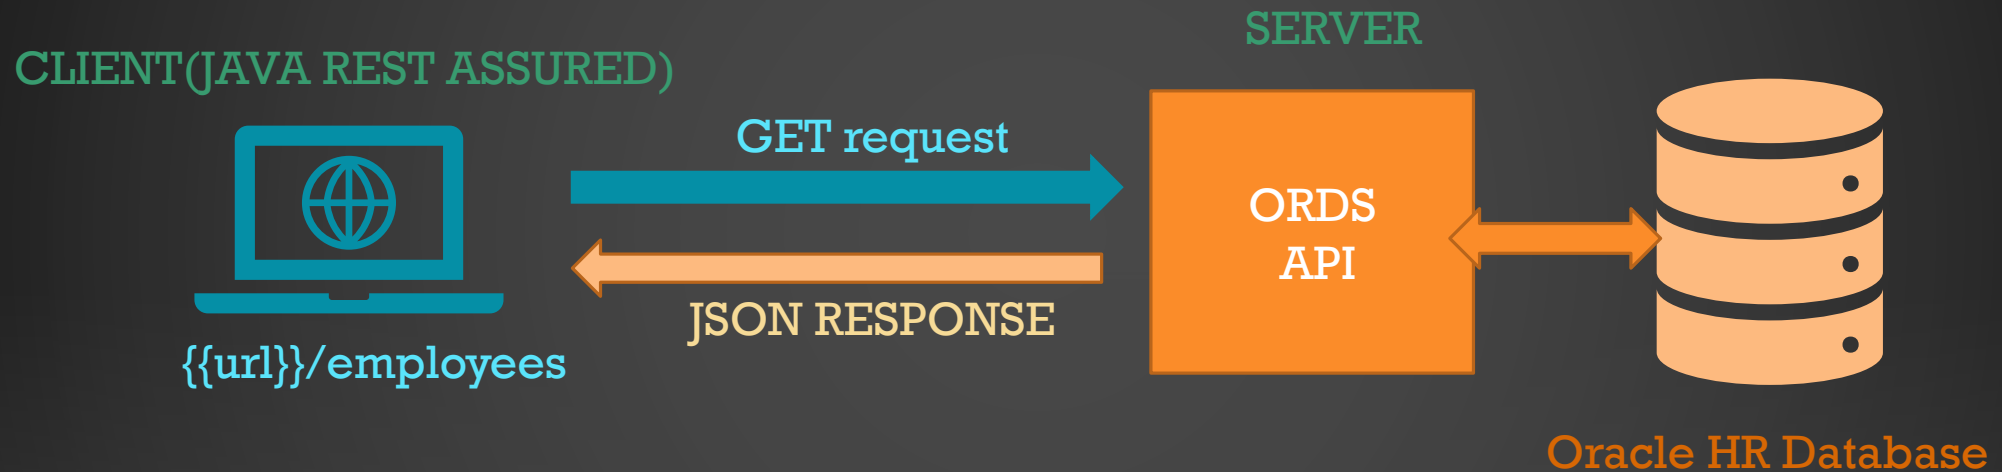 CLIENT(JAVA REST ASSURED)
SERVER
GET request
ORDS
API
JSON RESPONSE
{{url}}/employees
Oracle HR Database